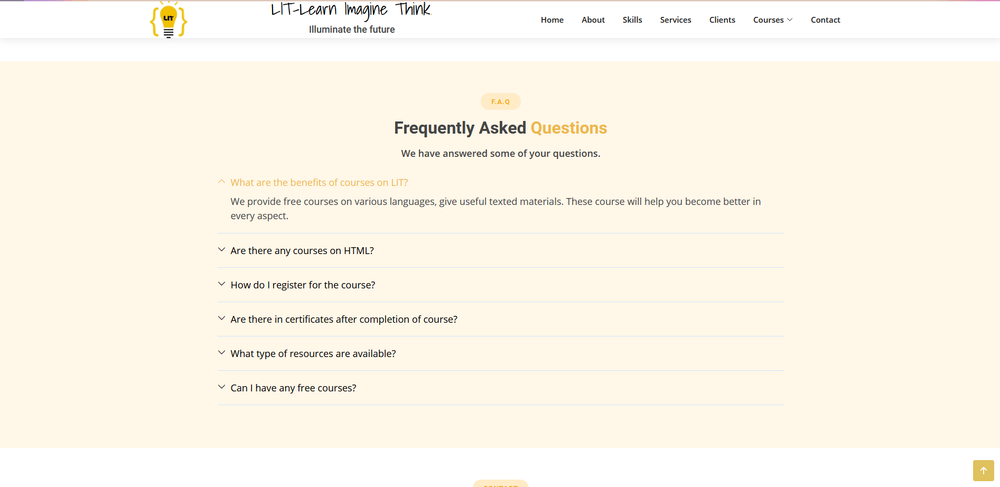 LIT
LIT-Learn Imagine Think.
Illuminate the future
Home About Skills Services Clients Courses Contact
F.A.Q
Frequently Asked Questions
We have answered some of your questions.
What are the benefits of courses on LIT?
We provide free courses on various languages, give useful texted materials. These course will help you become better in
every aspect.
Are there any courses on HTML?
How do I register for the course?
Are there in certificates after completion of course?
What type of resources are available?
Can I have any free courses?
CONTACT